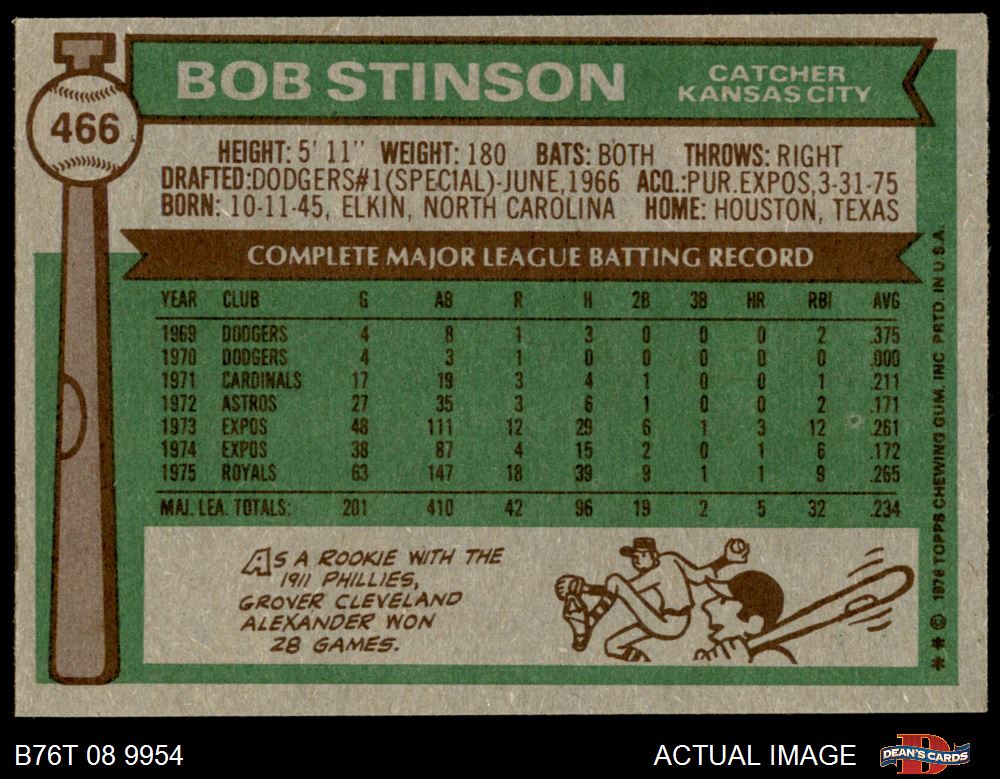 466
BOB STINSON
CATCHER
KANSAS CITY
HEIGHT: 5' 11" WEIGHT: 180 BATS: BOTH THROWS: RIGHT
DRAFTED:DODGERS#1(SPECIAL)-JUNE,1966 ACQ.:PUR.EXPOS,3-31-75
BORN: 10-11-45, ELKIN, NORTH CAROLINA HOME: HOUSTON, TEXAS
COMPLETE MAJOR LEAGUE BATTING RECORD
YEAR CLUB G AB R H 2B 3B HR RBI AVG
1969 DODGERS 4 8 1 3 0 0 0 2 .375
1970 DODGERS 4 3 1 0 0 0 0 0 .000
1971 CARDINALS 17 19 3 4 1 0 0 1 .211
1972 ASTROS 27 35 3 6 1 0 0 2 .171
1973 EXPOS 48 111 12 29 6 1 3 12 .261
1974 EXPOS 38 87 4 15 2 0 1 6 .172
1975 ROYALS 63 147 18 39 9 1 1 9 .265
MAJ. LEA. TOTALS: 201 410 42 96 19 2 5 32 .234
AS A ROOKIE WITH THE
1911 PHILLIES,
GROVER CLEVELAND
ALEXANDER WON
28 GAMES.
** © 1976 TOPPS CHEWING GUM, INC. PRTD. IN U.S.A.
B76T 08 9954
ACTUAL IMAGE
DEAN'S CARDS